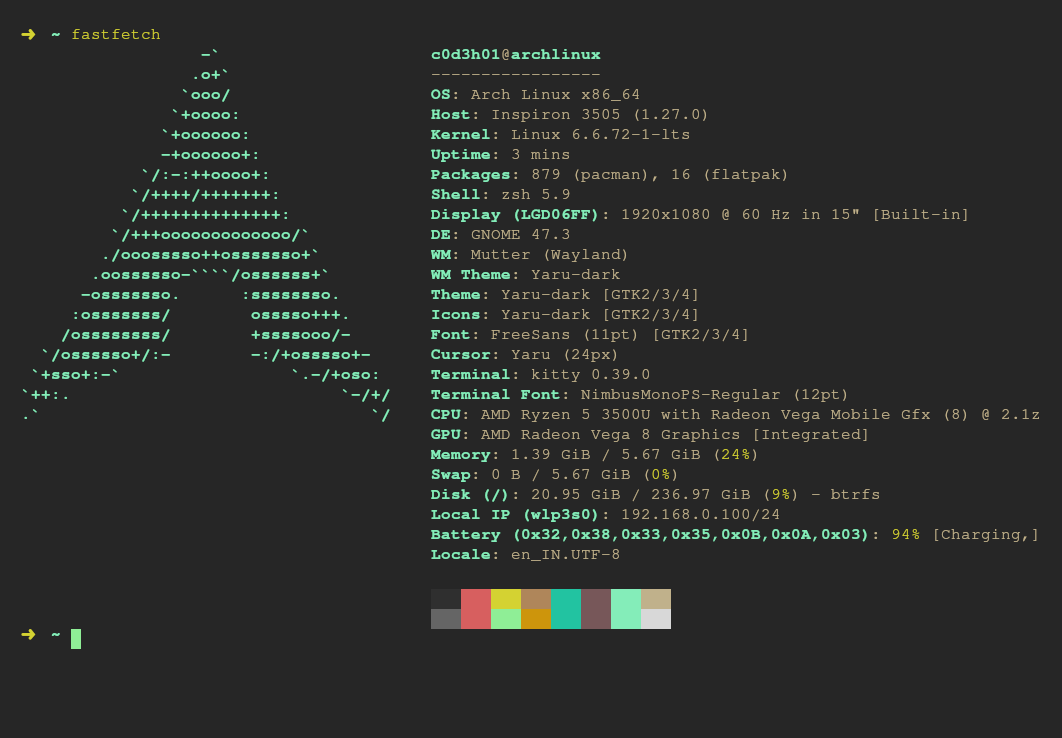 ➜ ~ fastfetch
                  -`                     c0d3h01@archlinux
                 .o+`                    -----------------
                `ooo/                    OS: Arch Linux x86_64
               `+oooo:                   Host: Inspiron 3505 (1.27.0)
              `+oooooo:                  Kernel: Linux 6.6.72-1-lts
              -+oooooo+:                 Uptime: 3 mins
            `/:-:++oooo+:                Packages: 879 (pacman), 16 (flatpak)
           `/++++/+++++++:               Shell: zsh 5.9
          `/++++++++++++++:              Display (LGD06FF): 1920x1080 @ 60 Hz in 15" [Built-in]
         `/+++ooooooooooooo/`            DE: GNOME 47.3
        ./ooosssso++osssssso+`           WM: Mutter (Wayland)
       .oossssso-````/ossssss+`          WM Theme: Yaru-dark
      -osssssso.      :ssssssso.         Theme: Yaru-dark [GTK2/3/4]
     :osssssss/        osssso+++.        Icons: Yaru-dark [GTK2/3/4]
    /ossssssss/        +ssssooo/-        Font: FreeSans (11pt) [GTK2/3/4]
  `/ossssso+/:-        -:/+osssso+-      Cursor: Yaru (24px)
 `+sso+:-`                 `.-/+oso:     Terminal: kitty 0.39.0
`++:.                           `-/+/    Terminal Font: NimbusMonoPS-Regular (12pt)
.`                                 `/    CPU: AMD Ryzen 5 3500U with Radeon Vega Mobile Gfx (8) @ 2.1z
                                         GPU: AMD Radeon Vega 8 Graphics [Integrated]
                                         Memory: 1.39 GiB / 5.67 GiB (24%)
                                         Swap: 0 B / 5.67 GiB (0%)
                                         Disk (/): 20.95 GiB / 236.97 GiB (9%) - btrfs
                                         Local IP (wlp3s0): 192.168.0.100/24
                                         Battery (0x32,0x38,0x33,0x35,0x0B,0x0A,0x03): 94% [Charging,]
                                         Locale: en_IN.UTF-8
➜ ~